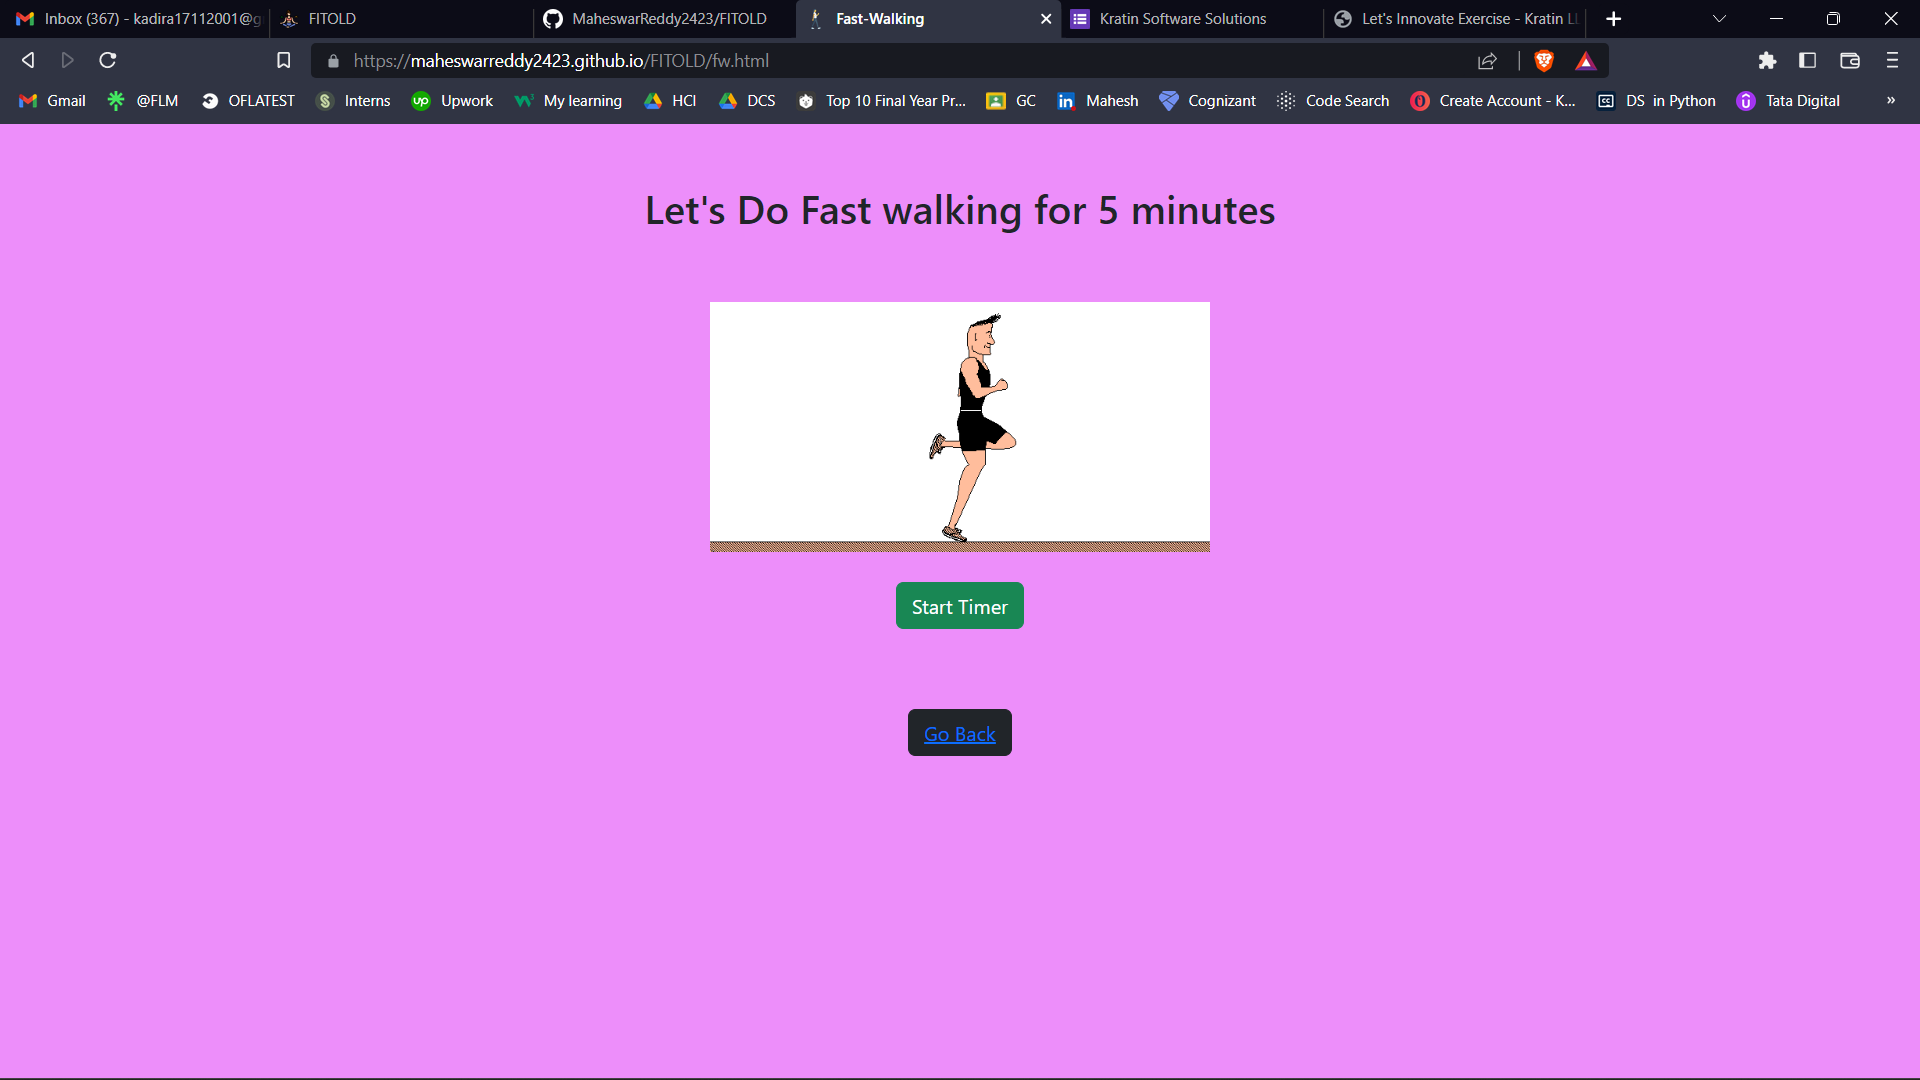 Inbox (367) - kadira17112001@g
FITOLD
MaheswarReddy2423/FITOLD
Fast-Walking
Kratin Software Solutions
Let's Innovate Exercise - Kratin LL
https://maheswarreddy2423.github.io/FITOLD/fw.html
Gmail
@FLM
OFLATEST
Interns
Upwork
My learning
HCI
DCS
Top 10 Final Year Pr...
GC
Mahesh
Cognizant
Code Search
Create Account - K...
DS in Python
Tata Digital
»
Let's Do Fast walking for 5 minutes
Start Timer
Go Back